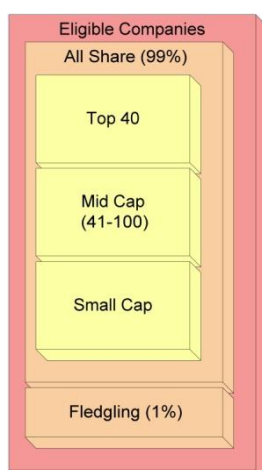 Eligible Companies
All Share (99%)
Top 40
Mid Cap
(41-100)
Small Cap
Fledgling (1%)